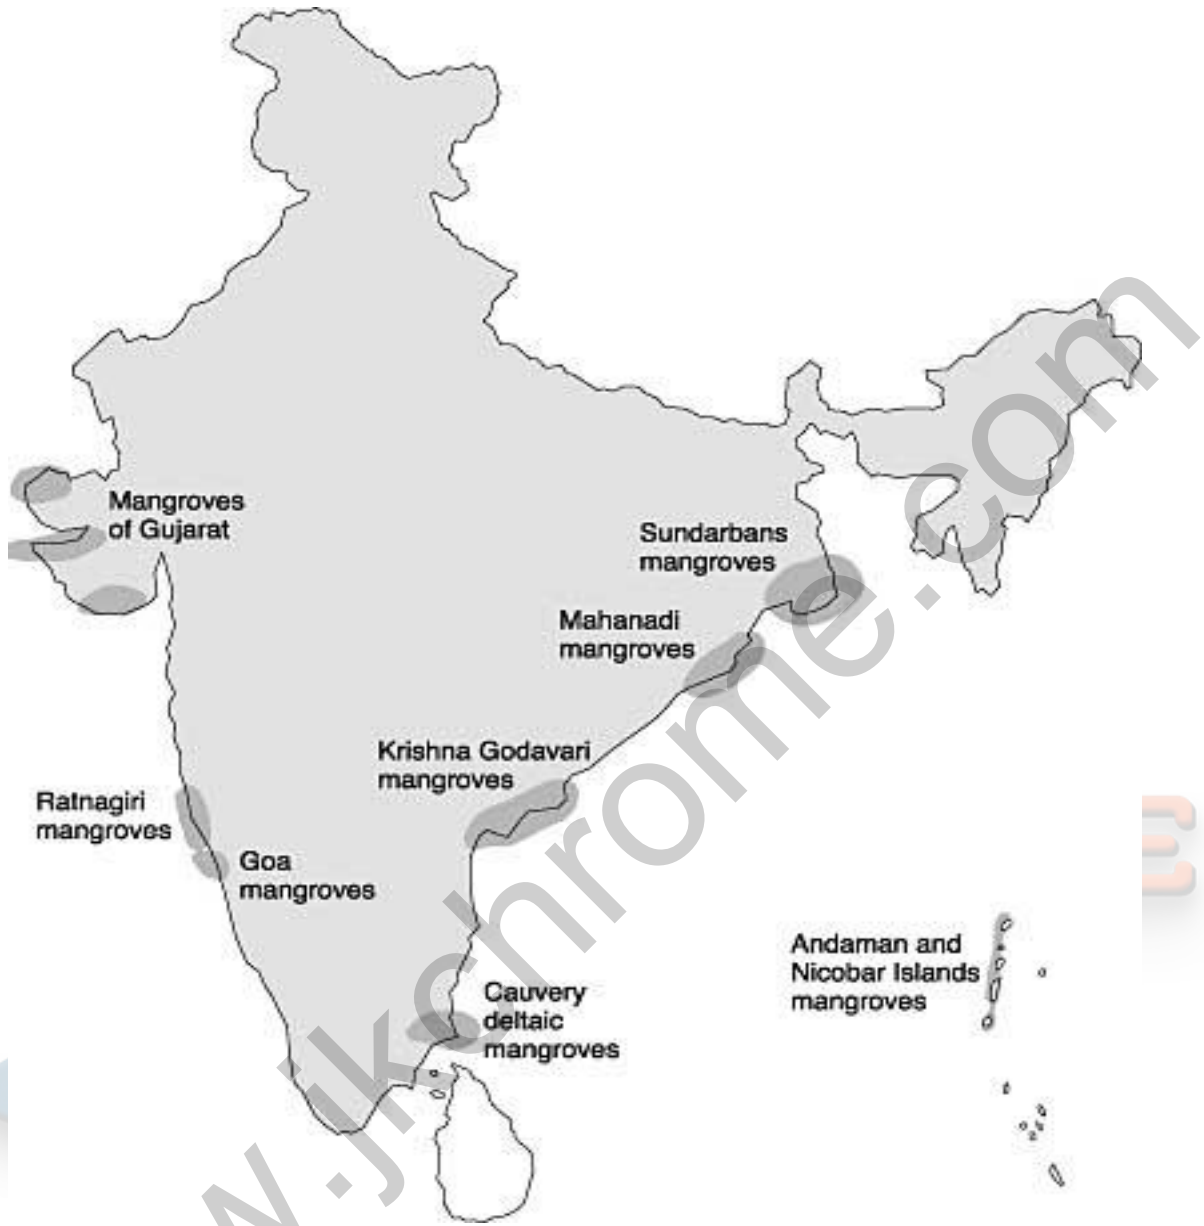 Mangroves
of Gujarat
Sundarbans
mangroves
Mahanadi
mangroves
Krishna Godavari
mangroves
Ratnagiri
mangroves
Goa
mangroves
Andaman and
Nicobar Islands
mangroves
Cauvery
deltaic
mangroves
w.jkchrome.com
E